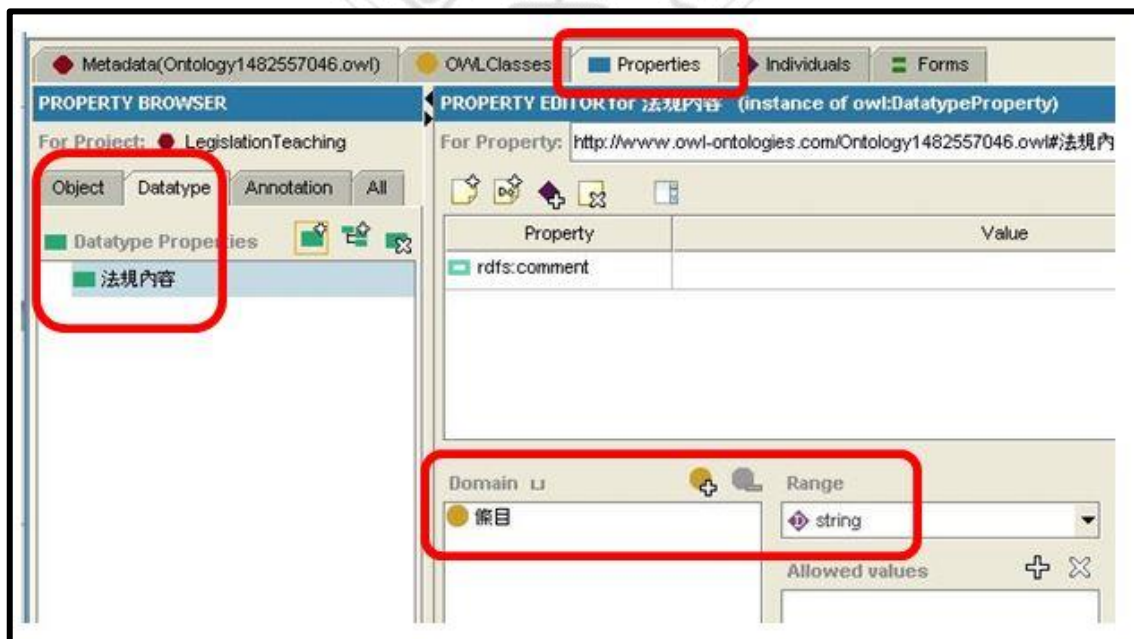 Metadata(Ontology1482557046.owl) OWLClasses Properties Individuals Forms
PROPERTY BROWSER
For Project: LegislationTeaching
Object Datatype Annotation All
Datatype Properties
法規內容
PROPERTY EDITOR for 法規內容 (instance of owl:DatatypeProperty)
For Property: http://www.owl-ontologies.com/Ontology1482557046.owl#法規內
Property Value
rdfs:comment
Domain ⊔ Range
條目 string
Allowed values